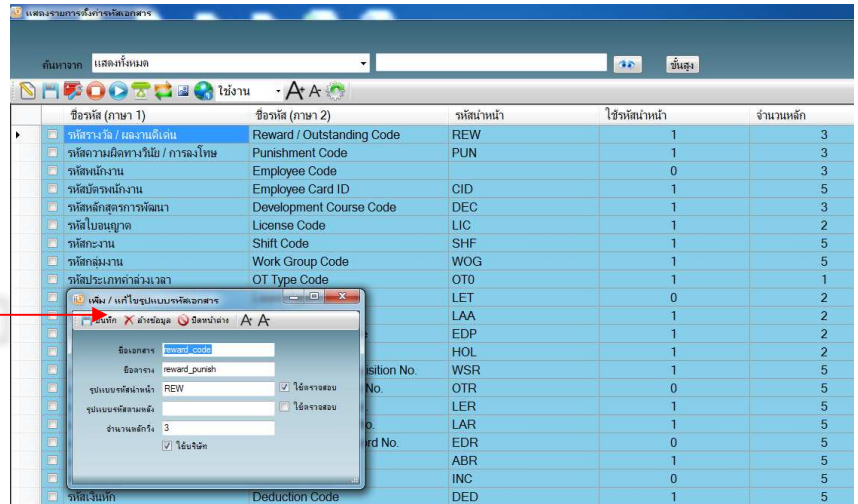 แสดงรายการตั้งค่ารหัสเอกสาร
ค้นหาจาก แสดงทั้งหมด ขั้นสูง
ใช้งาน A+ A-
ชื่อรหัส (ภาษา 1) ชื่อรหัส (ภาษา 2) รหัสนำหน้า ใช้รหัสนำหน้า จำนวนหลัก
รหัสรางวัล / ผลงานดีเด่น Reward / Outstanding Code REW 1 3
รหัสความผิดทางวินัย / การลงโทษ Punishment Code PUN 1 3
รหัสพนักงาน Employee Code 0 3
รหัสบัตรพนักงาน Employee Card ID CID 1 5
รหัสหลักสูตรการพัฒนา Development Course Code DEC 1 3
รหัสใบอนุญาต License Code LIC 1 2
รหัสกะงาน Shift Code SHF 1 5
รหัสกลุ่มงาน Work Group Code WOG 1 5
รหัสประเภทค่าล่วงเวลา OT Type Code OT0 1 1
LET 0 2
LAA 1 2
EDP 1 2
HOL 1 2
isition No. WSR 1 5
No. OTR 0 5
LER 1 5
o. LAR 1 5
ord No. EDR 0 5
ABR 1 5
INC 0 5
รหัสเงินหัก Deduction Code DED 1 5
เพิ่ม / แก้ไขรูปแบบรหัสเอกสาร
บันทึก ล้างข้อมูล ปิดหน้าต่าง A+ A-
ชื่อเอกสาร reward_code
ชื่อตาราง reward_punish
รูปแบบรหัสนำหน้า REW ใช้ตรวจสอบ
รูปแบบรหัสตามหลัง ใช้ตรวจสอบ
จำนวนหลักวิ่ง 3
ใช้บริษัท